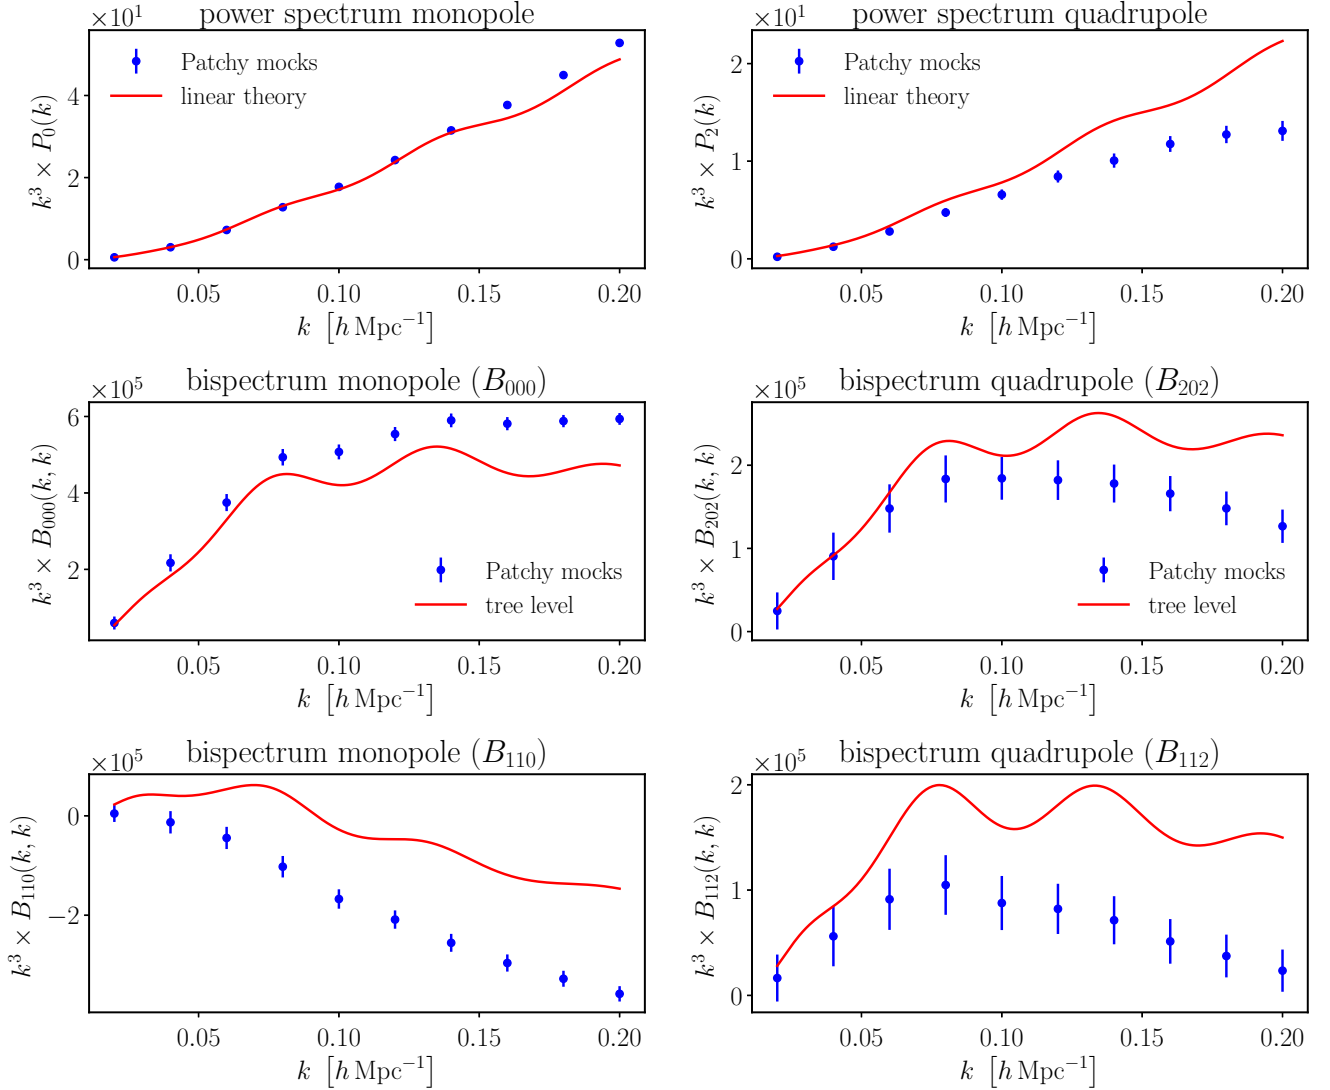 power spectrum monopole
×10¹
Patchy mocks
linear theory
k³ × P₀(k)
4
2
0
0.05 0.10 0.15 0.20
k [h Mpc⁻¹]
power spectrum quadrupole
×10¹
Patchy mocks
linear theory
k³ × P₂(k)
2
1
0
0.05 0.10 0.15 0.20
k [h Mpc⁻¹]
bispectrum monopole (B₀₀₀)
×10⁵
k³ × B₀₀₀(k, k)
6
4
2
Patchy mocks
tree level
0.05 0.10 0.15 0.20
k [h Mpc⁻¹]
bispectrum quadrupole (B₂₀₂)
×10⁵
k³ × B₂₀₂(k, k)
2
1
0
Patchy mocks
tree level
0.05 0.10 0.15 0.20
k [h Mpc⁻¹]
bispectrum monopole (B₁₁₀)
×10⁵
k³ × B₁₁₀(k, k)
0
−2
0.05 0.10 0.15 0.20
k [h Mpc⁻¹]
bispectrum quadrupole (B₁₁₂)
×10⁵
k³ × B₁₁₂(k, k)
2
1
0
0.05 0.10 0.15 0.20
k [h Mpc⁻¹]